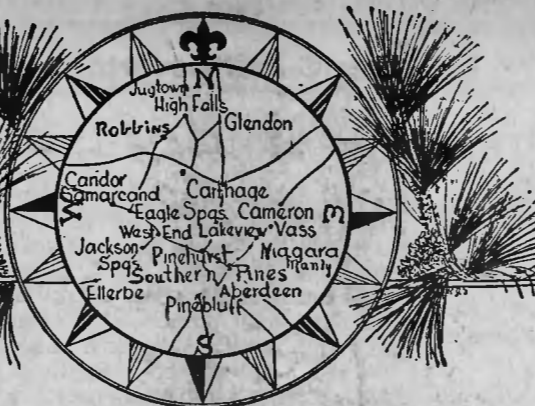 N
Jugtown
High Falls
Robbins
Glendon
Candor
Carthage
Samarcand
W
Eagle Spgs. Cameron
E
West End Lakeview Vass
Jackson
Spgs
Pinehurst
Niagara
Manly
Southern Pines
Ellerbe
Aberdeen
Pinebluff
S